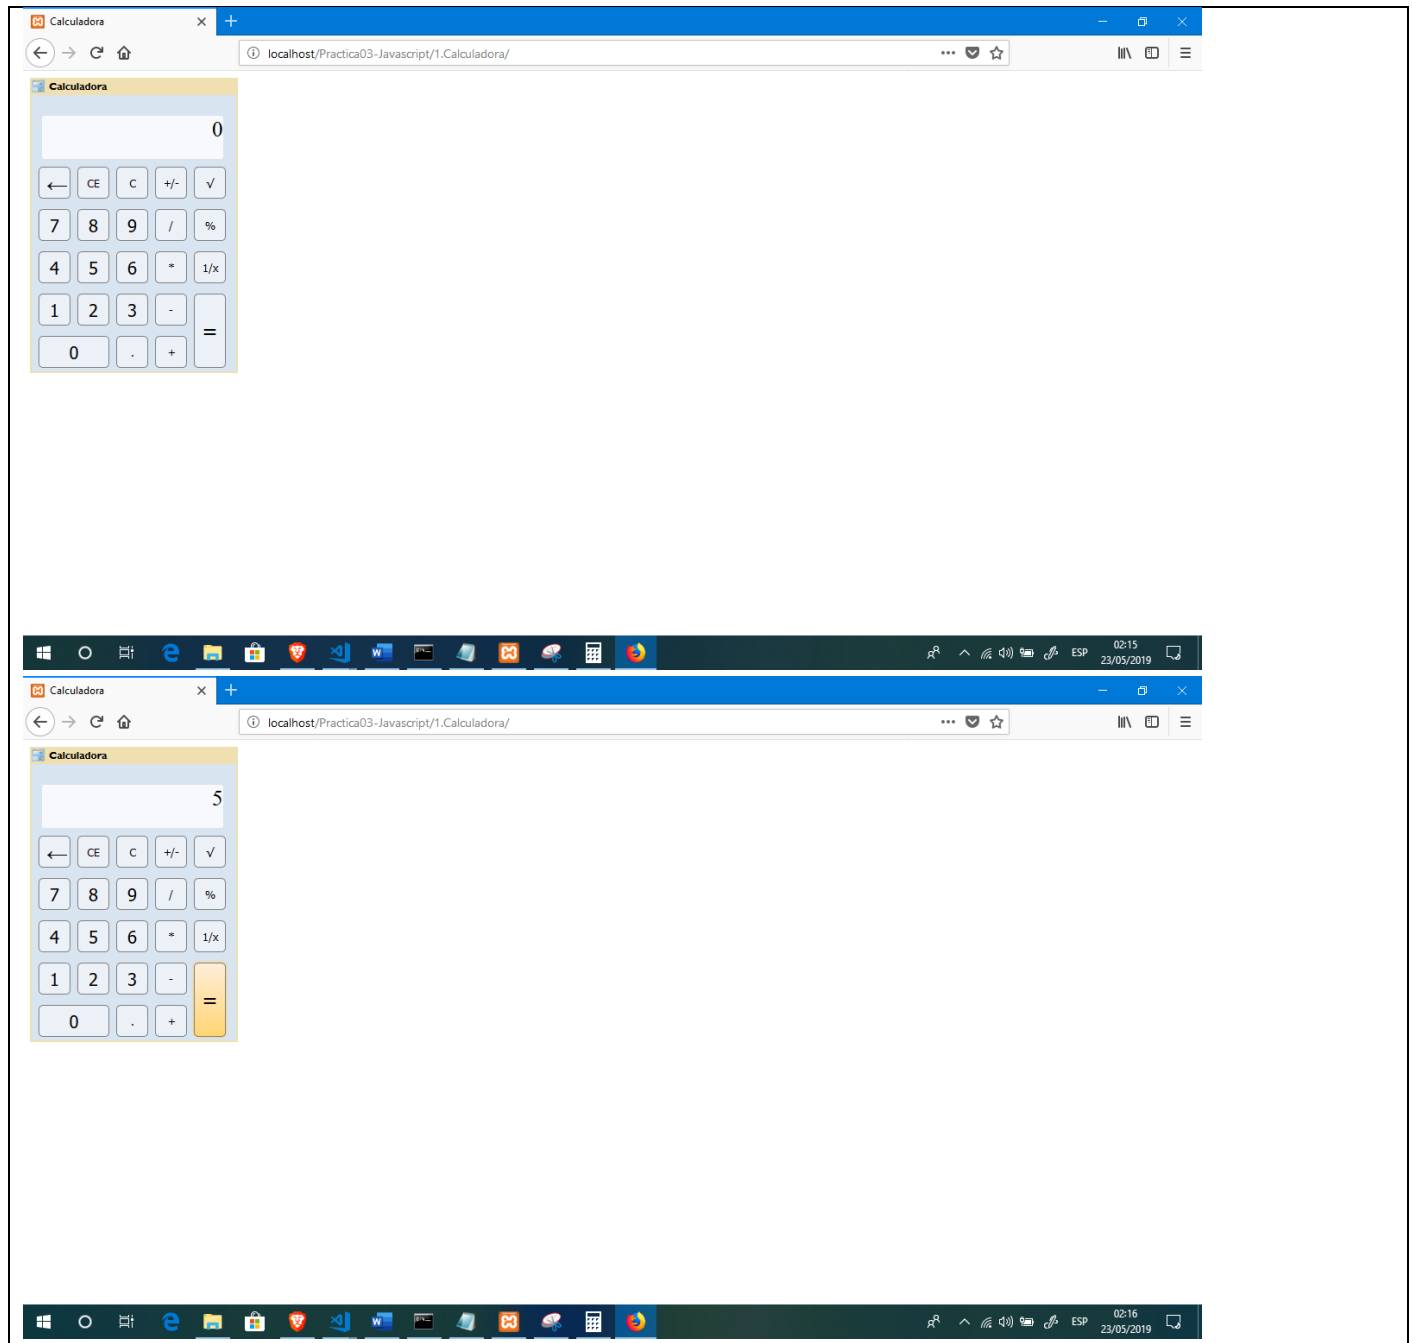 Calculadora
localhost/Practica03-Javascript/1.Calculadora/
Calculadora
0
← CE C +/- √
7 8 9 / %
4 5 6 * 1/x
1 2 3 -
=
0 . +
ESP
02:15
23/05/2019
Calculadora
localhost/Practica03-Javascript/1.Calculadora/
Calculadora
5
← CE C +/- √
7 8 9 / %
4 5 6 * 1/x
1 2 3 -
=
0 . +
ESP
02:16
23/05/2019